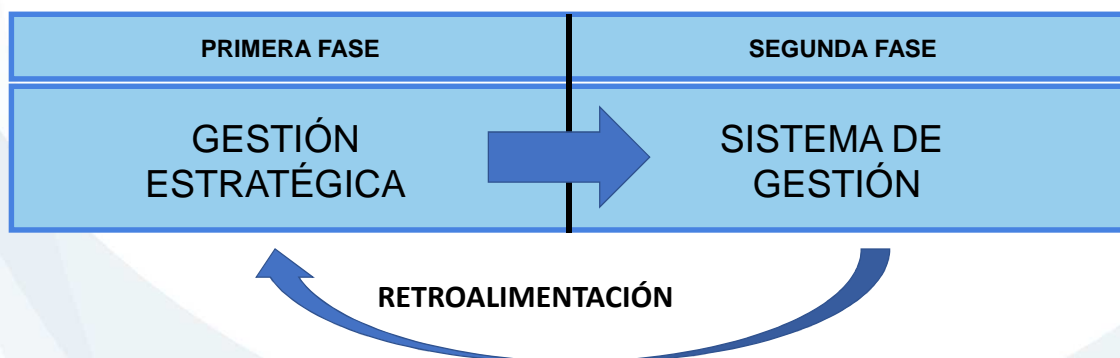 PRIMERA FASE
SEGUNDA FASE
GESTIÓN
ESTRATÉGICA
SISTEMA DE
GESTIÓN
RETROALIMENTACIÓN